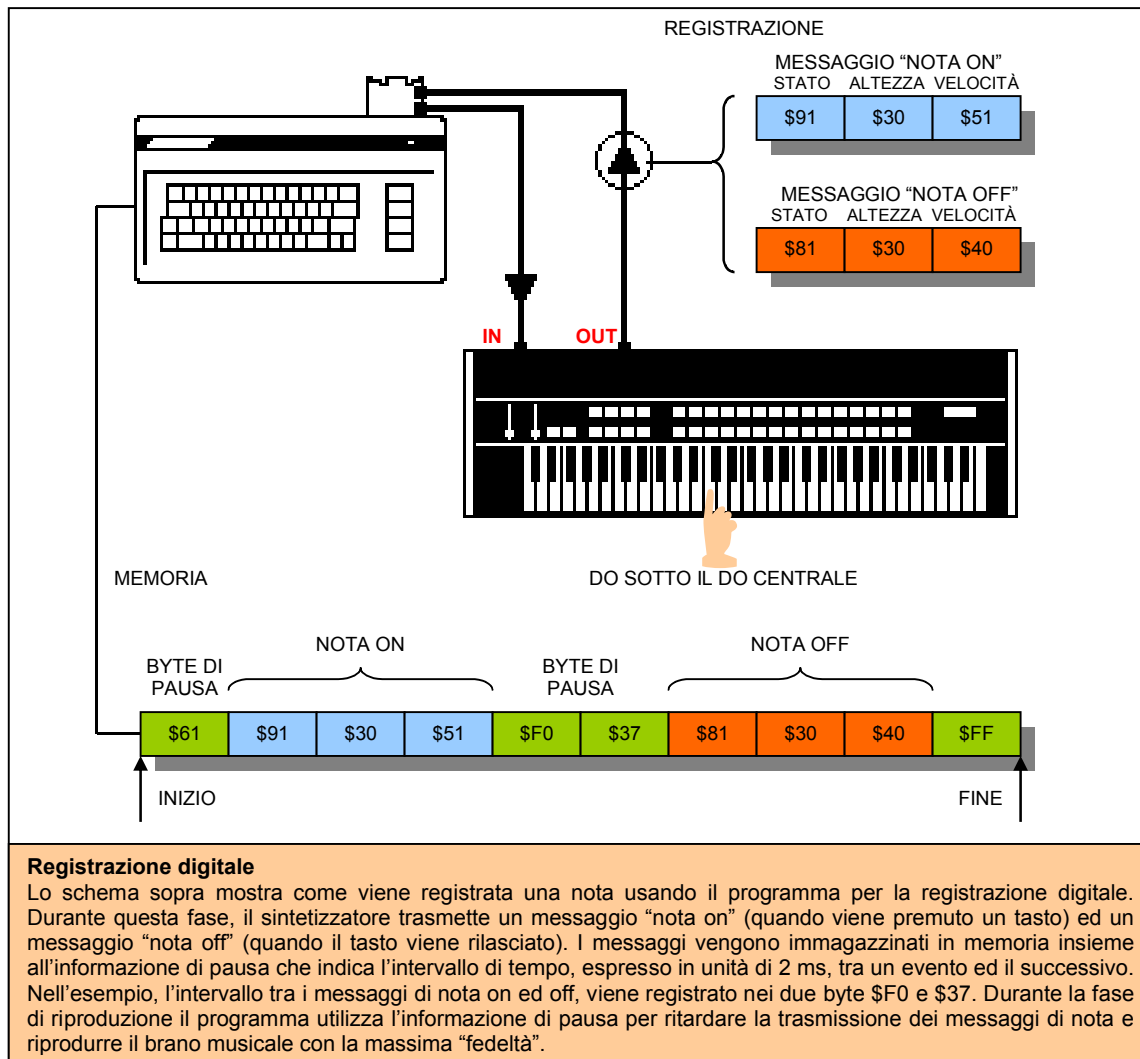 REGISTRAZIONE
MESSAGGIO “NOTA ON”
STATO ALTEZZA VELOCITÀ
$91 $30 $51
MESSAGGIO “NOTA OFF”
STATO ALTEZZA VELOCITÀ
$81 $30 $40
IN OUT
MEMORIA
DO SOTTO IL DO CENTRALE
BYTE DI PAUSA
NOTA ON
BYTE DI PAUSA
NOTA OFF
$61 $91 $30 $51 $F0 $37 $81 $30 $40 $FF
INIZIO
FINE
Registrazione digitale
Lo schema sopra mostra come viene registrata una nota usando il programma per la registrazione digitale.
Durante questa fase, il sintetizzatore trasmette un messaggio “nota on” (quando viene premuto un tasto) ed un
messaggio “nota off” (quando il tasto viene rilasciato). I messaggi vengono immagazzinati in memoria insieme
all’informazione di pausa che indica l’intervallo di tempo, espresso in unità di 2 ms, tra un evento ed il successivo.
Nell’esempio, l’intervallo tra i messaggi di nota on ed off, viene registrato nei due byte $F0 e $37. Durante la fase
di riproduzione il programma utilizza l’informazione di pausa per ritardare la trasmissione dei messaggi di nota e
riprodurre il brano musicale con la massima “fedeltà”.